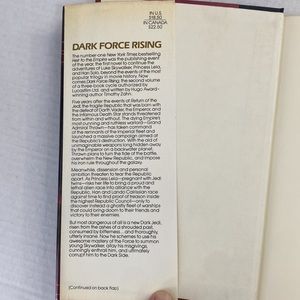 IN U.S.
$18.50
IN CANADA
$22.50
DARK FORCE RISING
The number-one New York Times bestselling
Heir to the Empire was the publishing
event of the year, the first novel to continue the
adventures of Luke Skywalker, Princess Leia,
and Han Solo, beyond the events of the most
popular trilogy in movie history. Now
comes Dark Force Rising, the second volume
of a three-book cycle authorized by
Lucasfilm Ltd. and written by Hugo Award-
winning author Timothy Zahn.
Five years after the events of Return of the
Jedi, the fragile Republic that was born with
the defeat of Darth Vader, the Emperor, and
the infamous Death Star stands threatened
from within and without. The dying Empire's
most cunning and ruthless warlord—Grand
Admiral Thrawn—has taken command
of the remnants of the Imperial fleet and
launched a massive campaign aimed at
the Republic's destruction. With the aid of
unimaginable weapons long hidden away
by the Emperor on a backwater planet,
Thrawn plans to turn the tide of the battle,
overwhelm the New Republic, and impose
his iron rule throughout the galaxy.
Meanwhile, dissension and personal
ambition threaten to tear the Republic
apart. As Princess Leia—pregnant with Jedi
twins—risks her life to bring a proud and
lethal alien race into alliance with the
Republic, Han and Lando Calrissian race
against time to find proof of treason inside
the highest Republic Council—only to
discover instead a ghostly fleet of warships
that could bring doom to their friends and
victory to their enemies.
But most dangerous of all is a new Dark Jedi,
risen from the ashes of a shrouded past,
consumed by bitterness... and thoroughly,
utterly insane. Now he schemes to use his
awesome mastery of the Force to summon
young Skywalker, allay his misgivings,
cunningly enthrall him, and ultimately
corrupt him to the Dark Side.
(Continued on back flap)